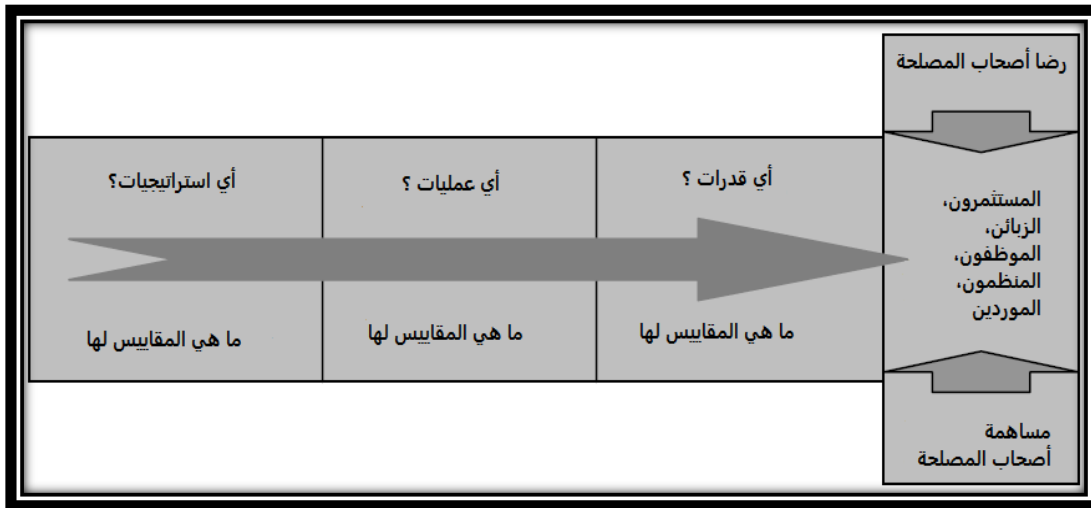 رضا أصحاب المصلحة
أي قدرات ؟
أي عمليات ؟
أي استراتيجيات؟
المستثمرون،
الزبائن،
الموظفون،
المنظمون،
الموردين
ما هي المقاييس لها
ما هي المقاييس لها
ما هي المقاييس لها
مساهمة
أصحاب المصلحة